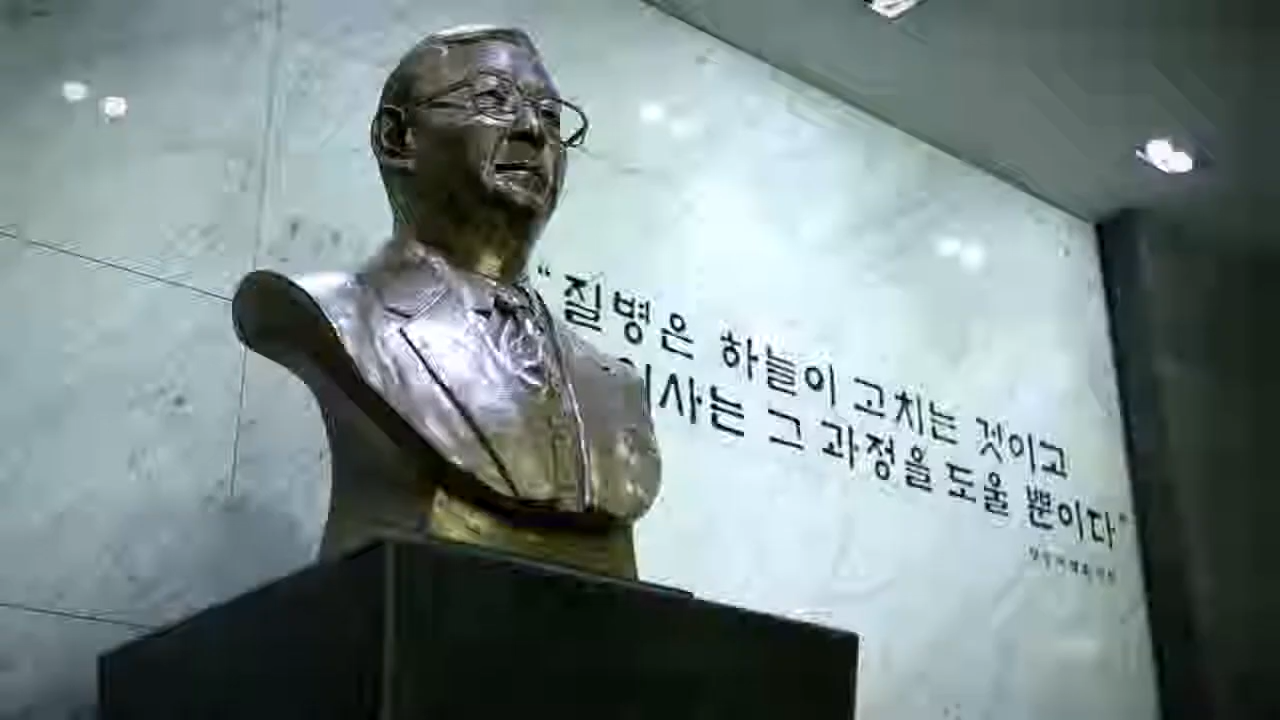 “질병은 하늘이 고치는 것이고
의사는 그 과정을 도울 뿐이다”